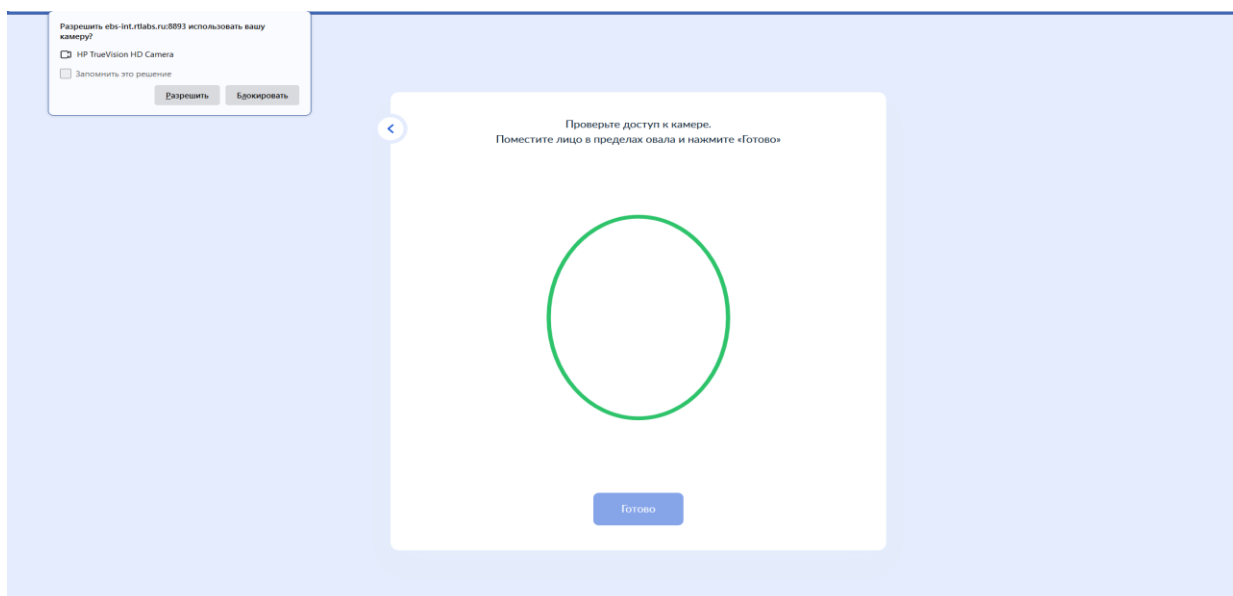 Разрешить ebs-int.rtlabs.ru:8893 использовать вашу
камеру?
HP TrueVision HD Camera
Запомнить это решение
Разрешить Блокировать
Проверьте доступ к камере.
Поместите лицо в пределах овала и нажмите «Готово»
Готово